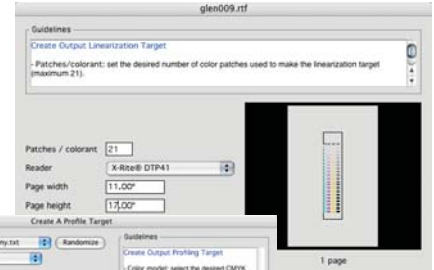 glen009.rtf
Guidelines
Create Output Linearization Target
- Patches/colorant: set the desired number of color patches used to make the linearization target
(maximum 21).
Patches / colorant 21
Reader X-Rite® DTP41
Page width 11.00"
Page height 17.00"
1 page
Create A Profile Target
ny.txt Randomize
Guidelines
Create Output Profiling Target
- Color model: select the desired CMYK